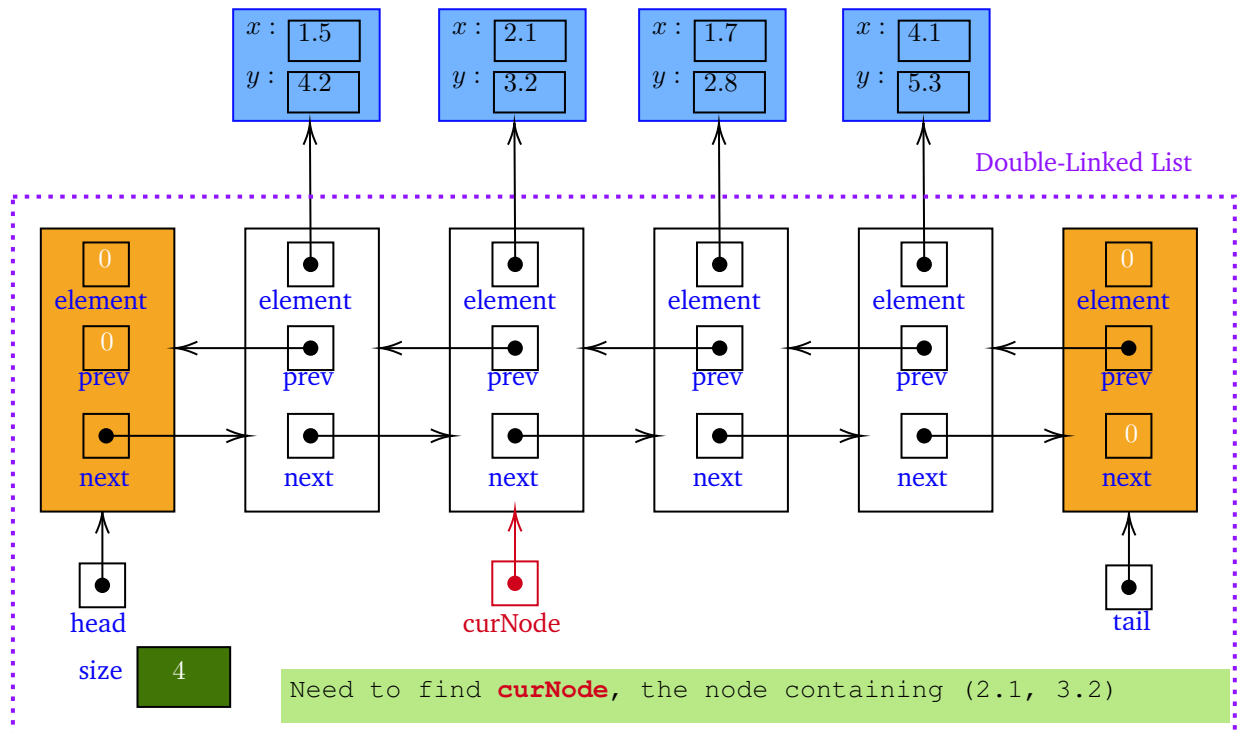 x : 1.5 x : 2.1 x : 1.7 x : 4.1
y : 4.2 y : 3.2 y : 2.8 y : 5.3
Double-Linked List
0 0
element element element element element element
0
prev prev prev prev prev prev
0
next next next next next next
head curNode tail
size 4
Need to find curNode, the node containing (2.1, 3.2)